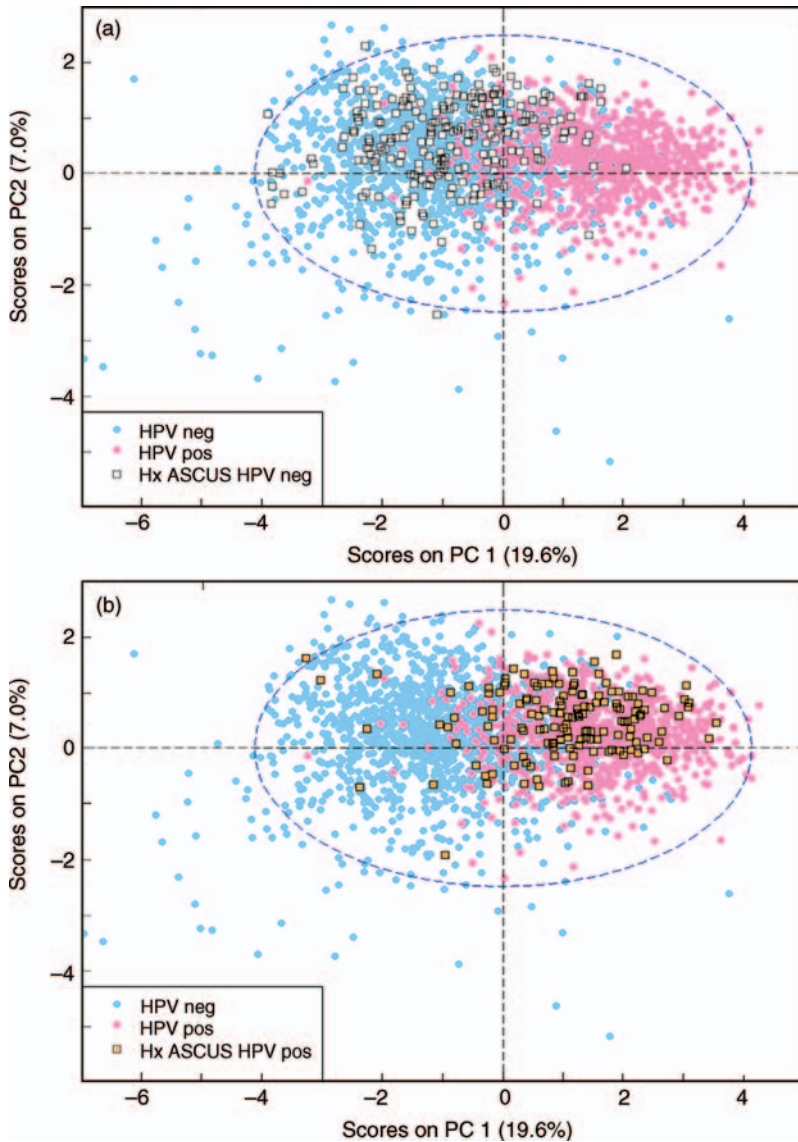 (a)
2
0
−2
−4
Scores on PC2 (7.0%)
HPV neg
HPV pos
Hx ASCUS HPV neg
−6 −4 −2 0 2 4
Scores on PC 1 (19.6%)
(b)
2
0
−2
−4
Scores on PC2 (7.0%)
HPV neg
HPV pos
Hx ASCUS HPV pos
−6 −4 −2 0 2 4
Scores on PC 1 (19.6%)